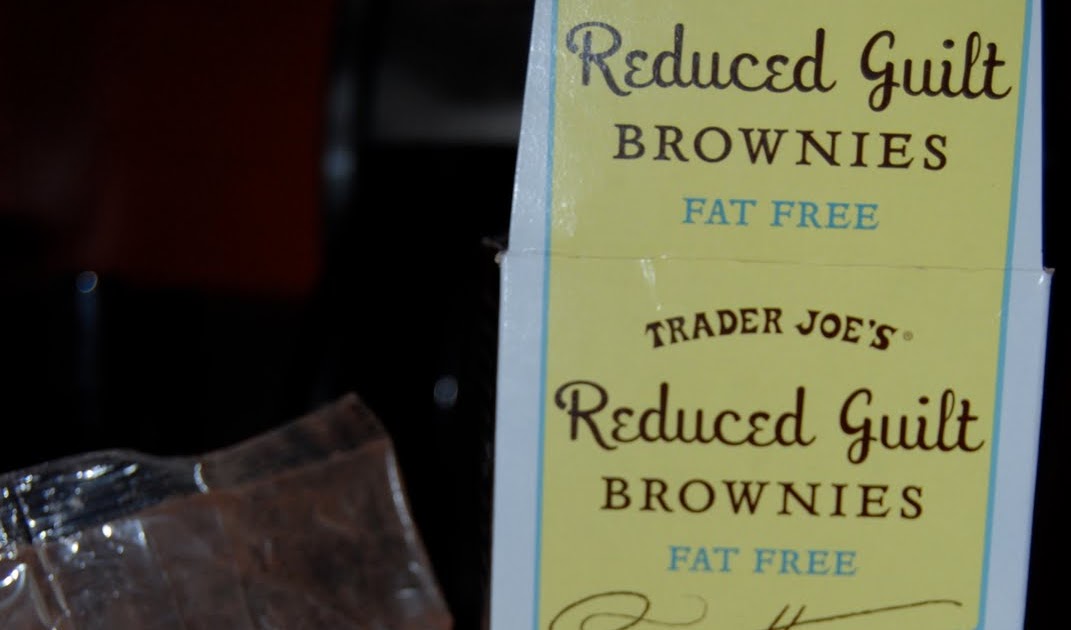 Reduced Guilt
BROWNIES
FAT FREE
TRADER JOE'S®
Reduced Guilt
BROWNIES
FAT FREE